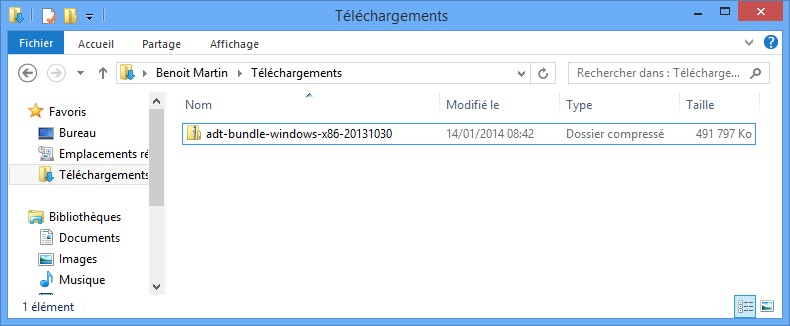 Téléchargements
Fichier Accueil Partage Affichage
Benoit Martin Téléchargements Rechercher dans : Télécharge...
Nom Modifié le Type Taille
adt-bundle-windows-x86-20131030 14/01/2014 08:42 Dossier compressé 491 797 Ko
Favoris
Bureau
Emplacements ré
Téléchargements
Bibliothèques
Documents
Images
Musique
1 élément